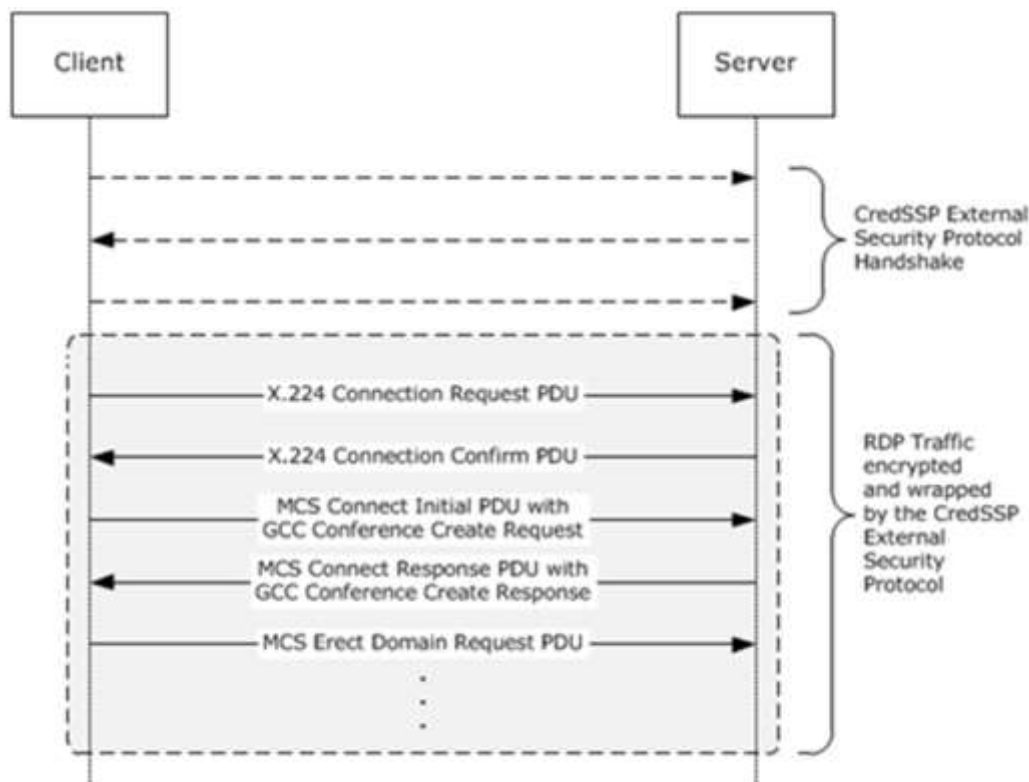 Client
Server
CredSSP External
Security Protocol
Handshake
X.224 Connection Request PDU
X.224 Connection Confirm PDU
MCS Connect Initial PDU with
GCC Conference Create Request
MCS Connect Response PDU with
GCC Conference Create Response
MCS Erect Domain Request PDU
RDP Traffic
encrypted
and wrapped
by the CredSSP
External
Security
Protocol